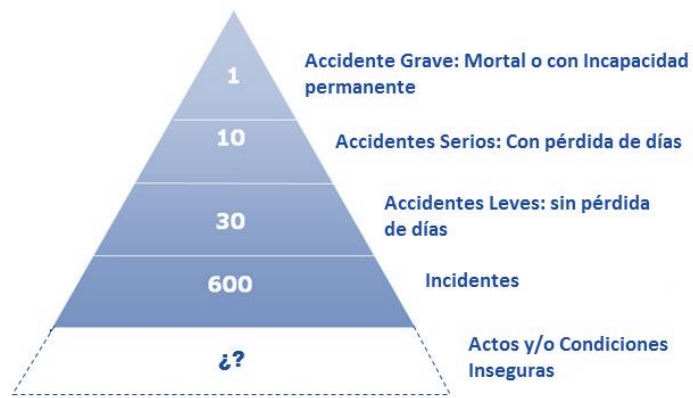 1
Accidente Grave: Mortal o con Incapacidad
permanente
10
Accidentes Serios: Con pérdida de días
30
Accidentes Leves: sin pérdida
de días
600
Incidentes
¿?
Actos y/o Condiciones
Inseguras